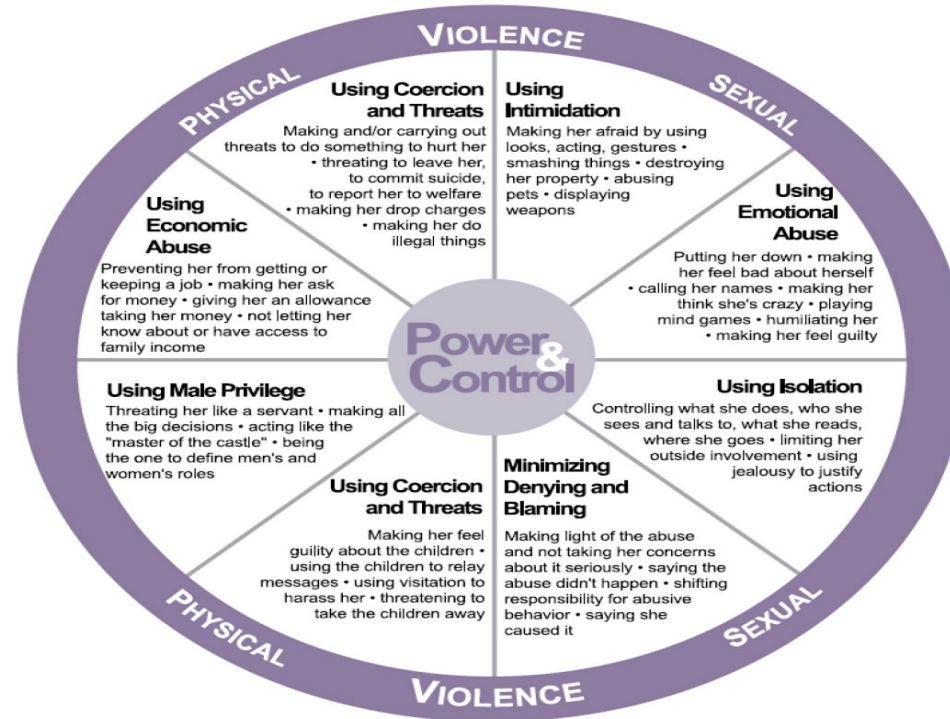 VIOLENCE
PHYSICAL
SEXUAL
Using Coercion
and Threats
Making and/or carrying out
threats to do something to hurt her
• threating to leave her,
to commit suicide,
to report her to welfare
• making her drop charges
• making her do
illegal things
Using
Intimidation
Making her afraid by using
looks, acting, gestures •
smashing things • destroying
her property • abusing
pets • displaying
weapons
Using
Economic
Abuse
Preventing her from getting or
keeping a job • making her ask
for money • giving her an allowance
taking her money • not letting her
know about or have access to
family income
Using
Emotional
Abuse
Putting her down • making
her feel bad about herself
• calling her names • making her
think she's crazy • playing
mind games • humiliating her
• making her feel guilty
Power
&
Control
Using Male Privilege
Threating her like a servant • making all
the big decisions • acting like the
"master of the castle" • being
the one to define men's and
women's roles
Using Isolation
Controlling what she does, who she
sees and talks to, what she reads,
where she goes • limiting her
outside involvement • using
jealousy to justify
actions
Using Coercion
and Threats
Making her feel
guility about the children •
using the children to relay
messages • using visitation to
harass her • threatening to
take the children away
Minimizing
Denying and
Blaming
Making light of the abuse
and not taking her concerns
about it seriously • saying the
abuse didn't happen • shifting
responsibility for abusive
behavior • saying she
caused it
PHYSICAL
SEXUAL
VIOLENCE